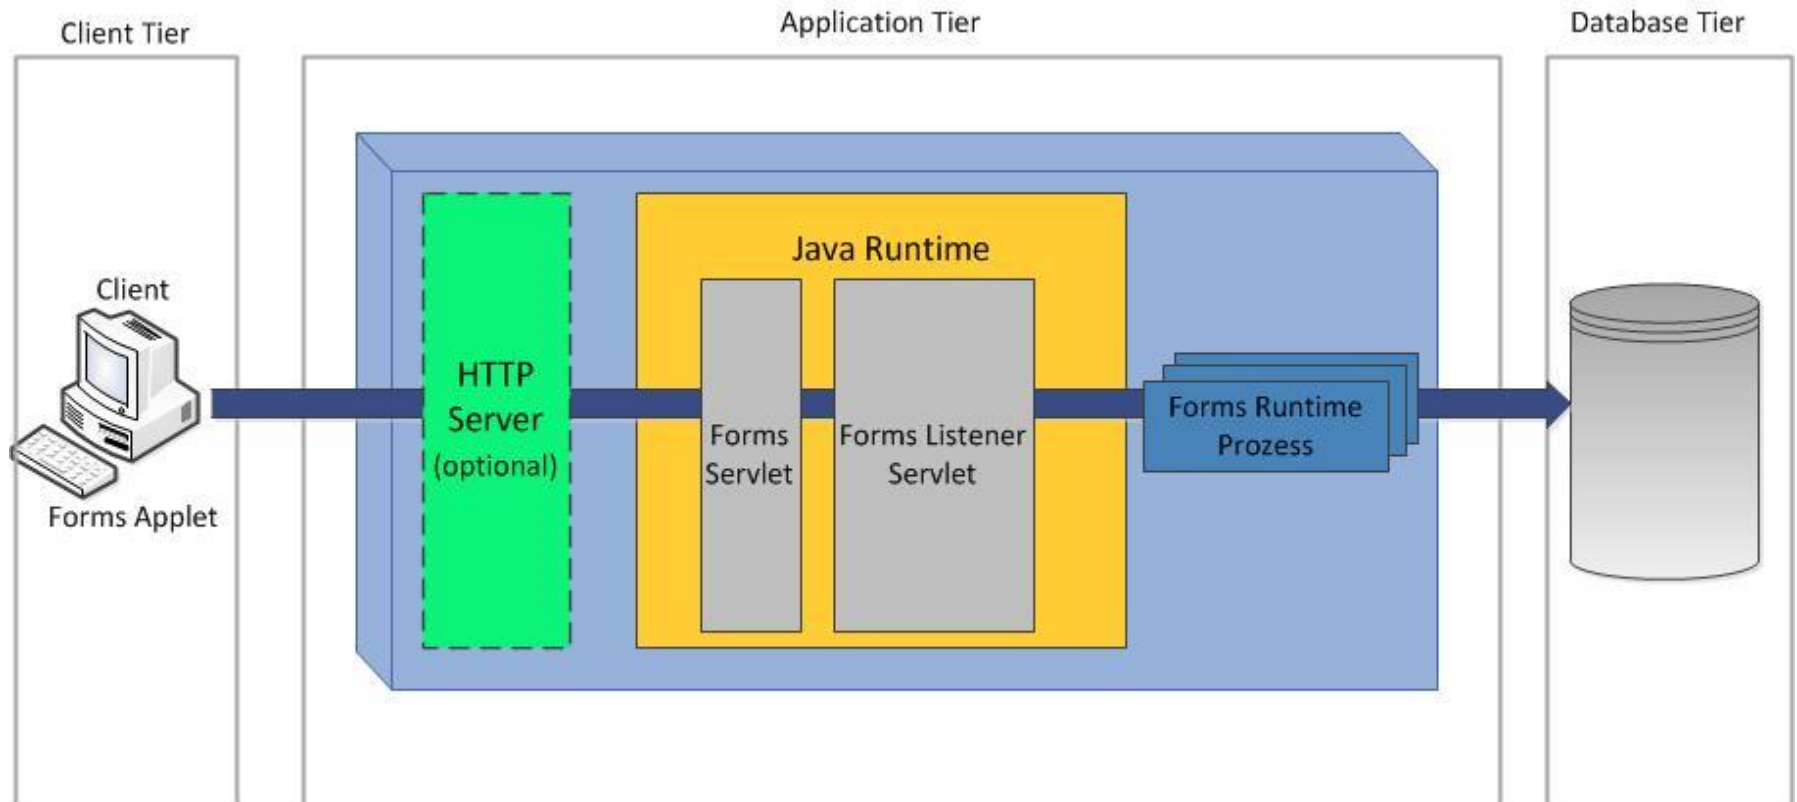 Client Tier
Application Tier
Database Tier
Client
Forms Applet
HTTP
Server
(optional)
Java Runtime
Forms
Servlet
Forms Listener
Servlet
Forms Runtime
Prozess